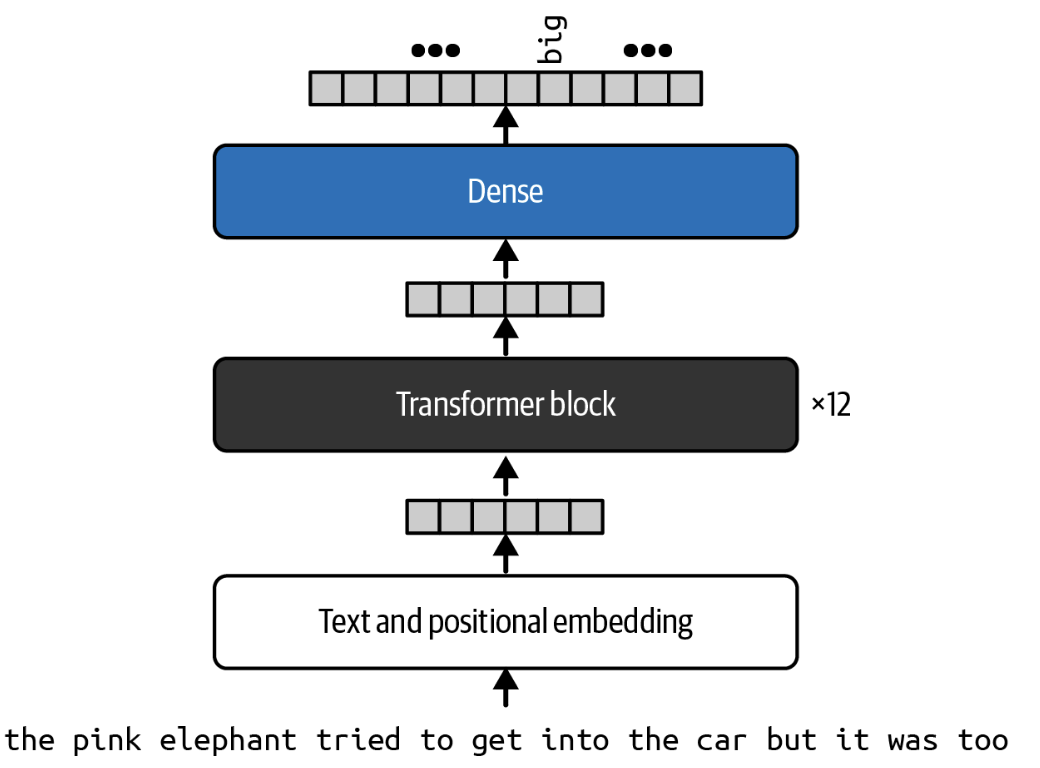 big
Dense
Transformer block
×12
Text and positional embedding
the pink elephant tried to get into the car but it was too